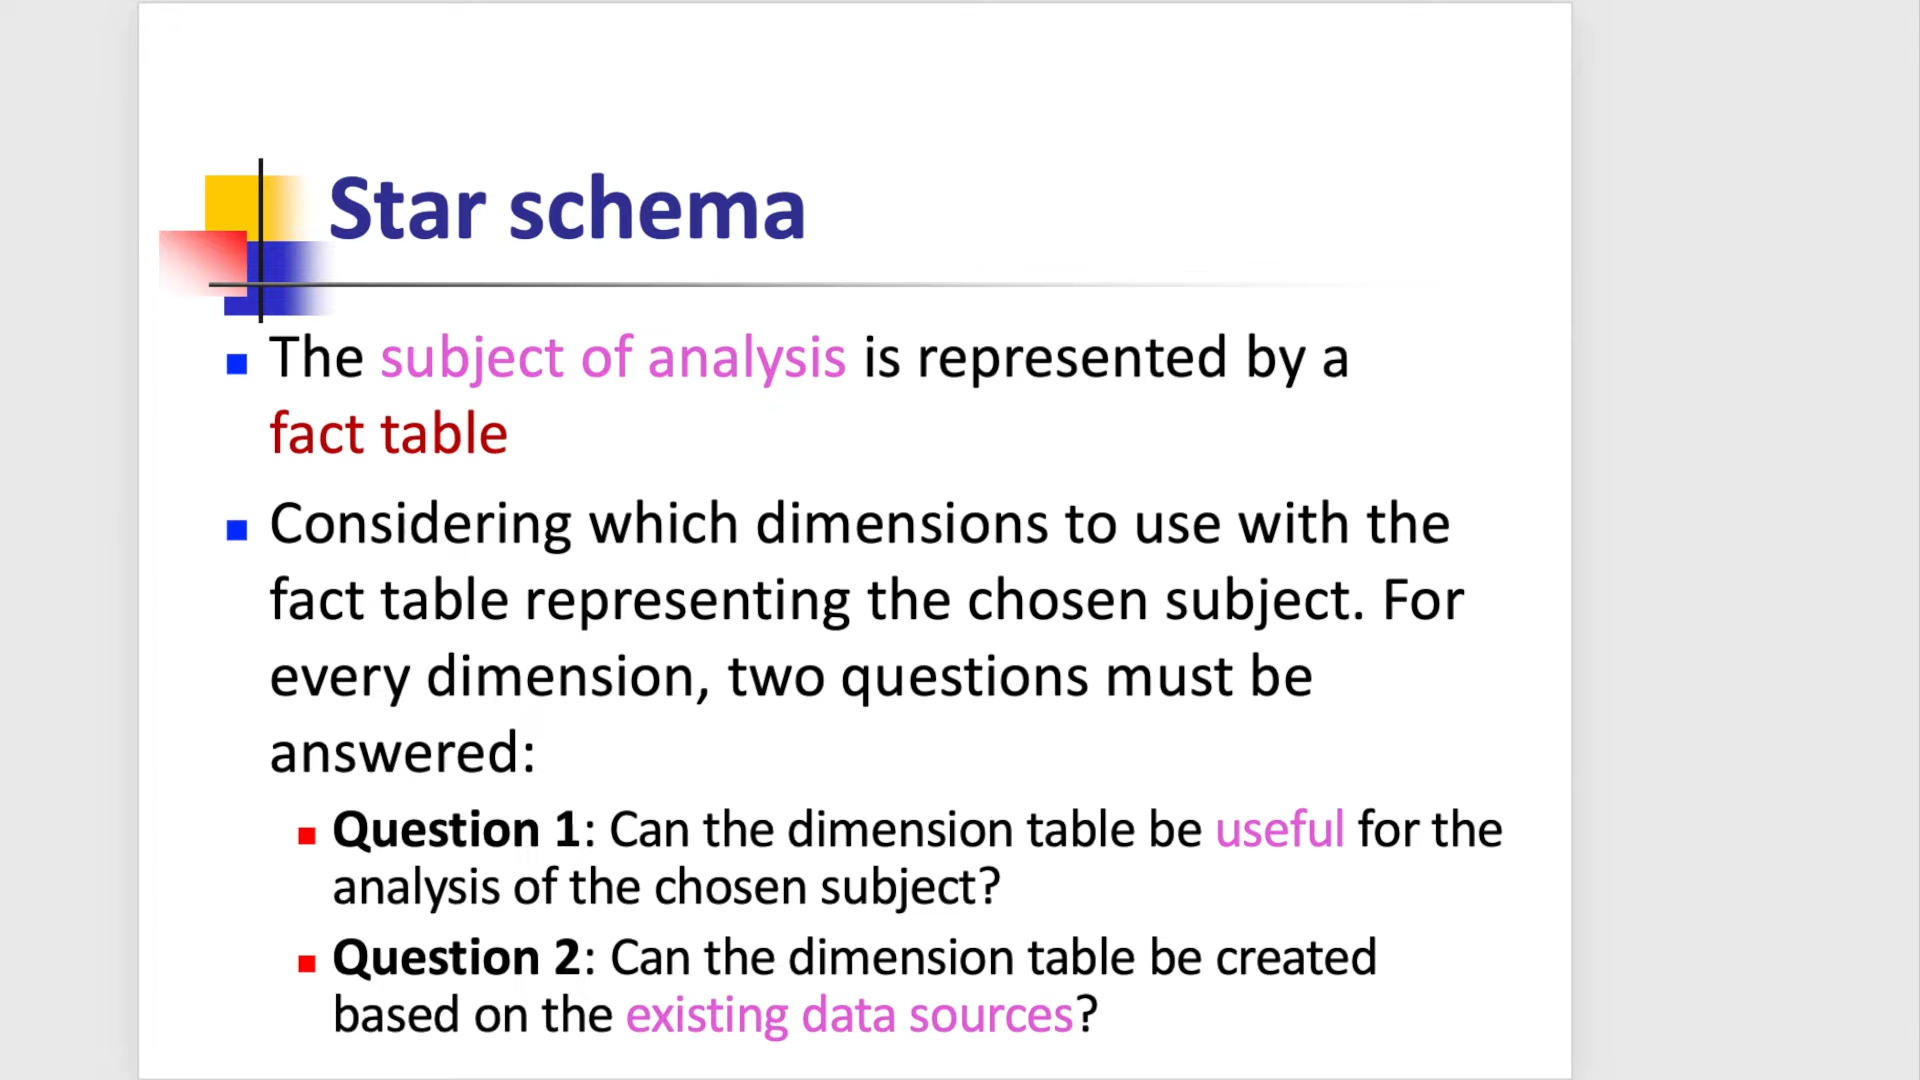 Star schema
The subject of analysis is represented by a
fact table
Considering which dimensions to use with the
fact table representing the chosen subject. For
every dimension, two questions must be
answered:
Question 1: Can the dimension table be useful for the
analysis of the chosen subject?
Question 2: Can the dimension table be created
based on the existing data sources?